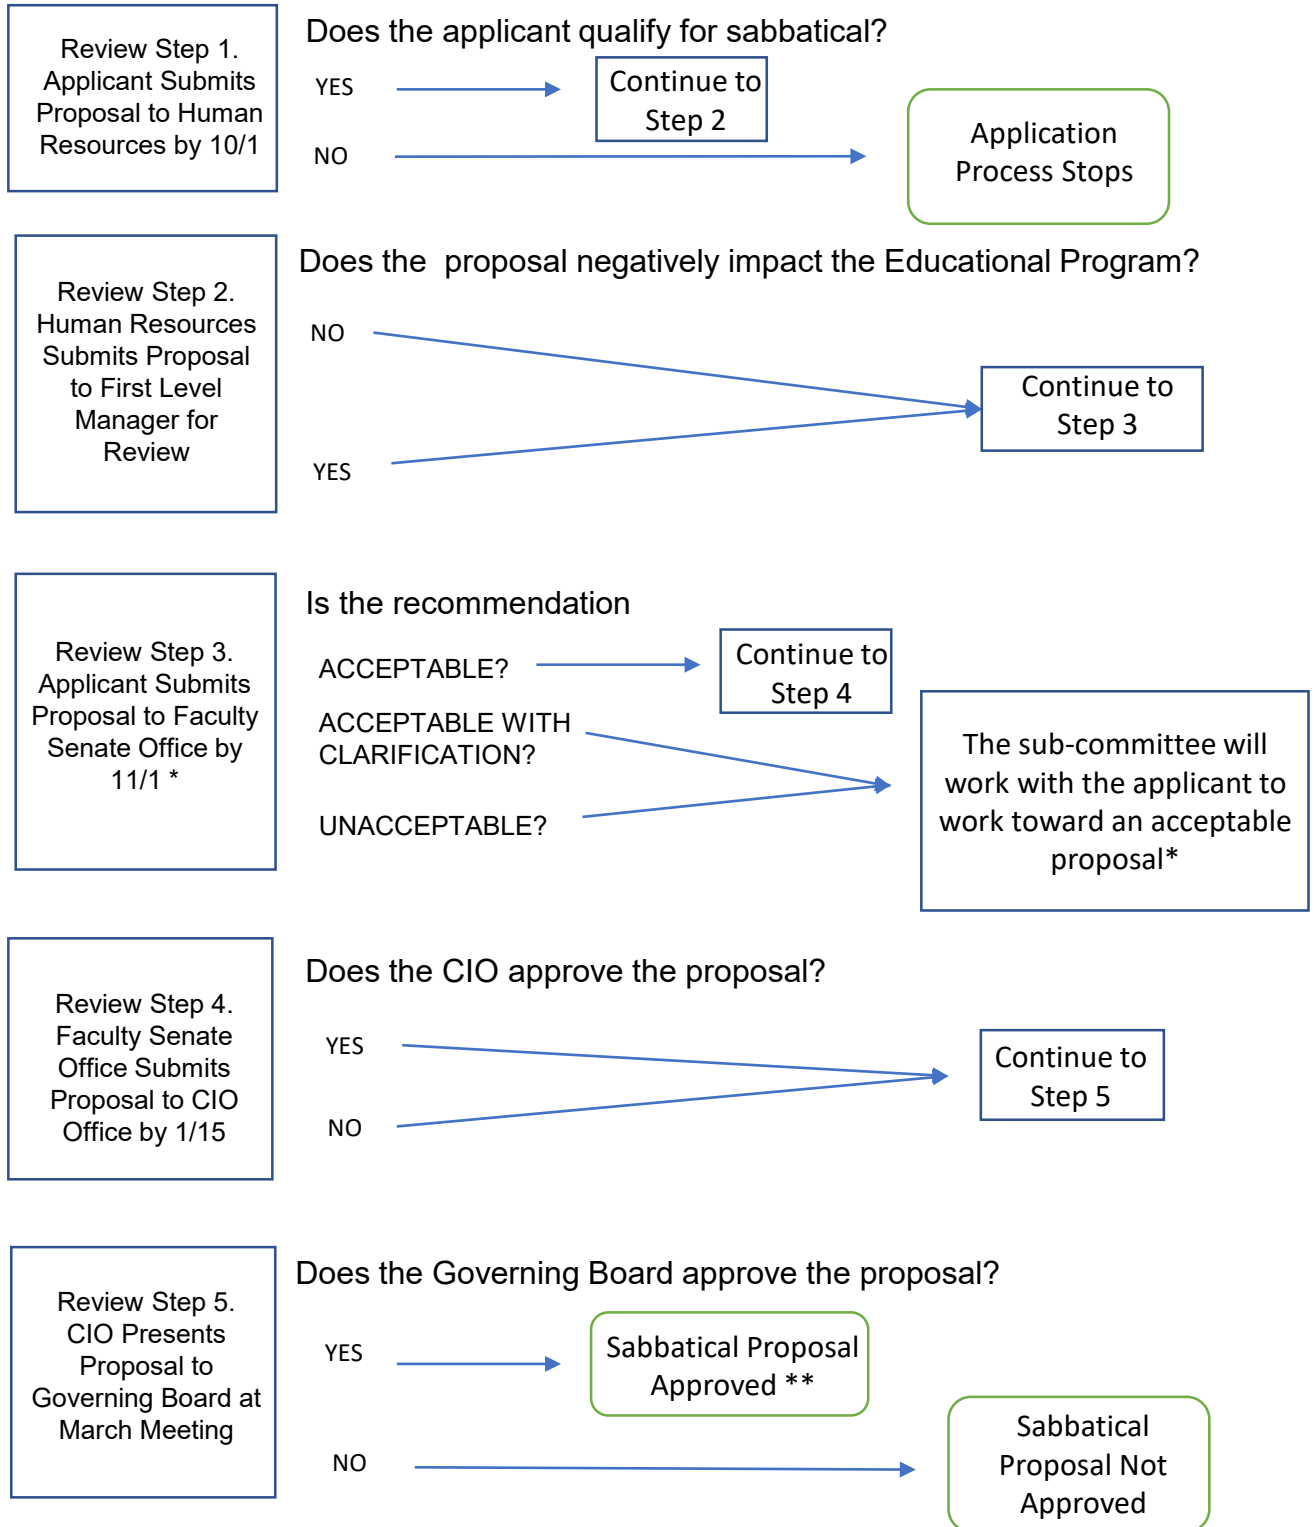 Review Step 1.
Applicant Submits
Proposal to Human
Resources by 10/1
Does the applicant qualify for sabbatical?
YES
Continue to
Step 2
NO
Application
Process Stops
Review Step 2.
Human Resources
Submits Proposal
to First Level
Manager for
Review
Does the proposal negatively impact the Educational Program?
NO
YES
Continue to
Step 3
Review Step 3.
Applicant Submits
Proposal to Faculty
Senate Office by
11/1 *
Is the recommendation
ACCEPTABLE?
Continue to
Step 4
ACCEPTABLE WITH
CLARIFICATION?
UNACCEPTABLE?
The sub-committee will
work with the applicant to
work toward an acceptable
proposal*
Review Step 4.
Faculty Senate
Office Submits
Proposal to CIO
Office by 1/15
Does the CIO approve the proposal?
YES
NO
Continue to
Step 5
Review Step 5.
CIO Presents
Proposal to
Governing Board at
March Meeting
Does the Governing Board approve the proposal?
YES
Sabbatical Proposal
Approved **
NO
Sabbatical
Proposal Not
Approved